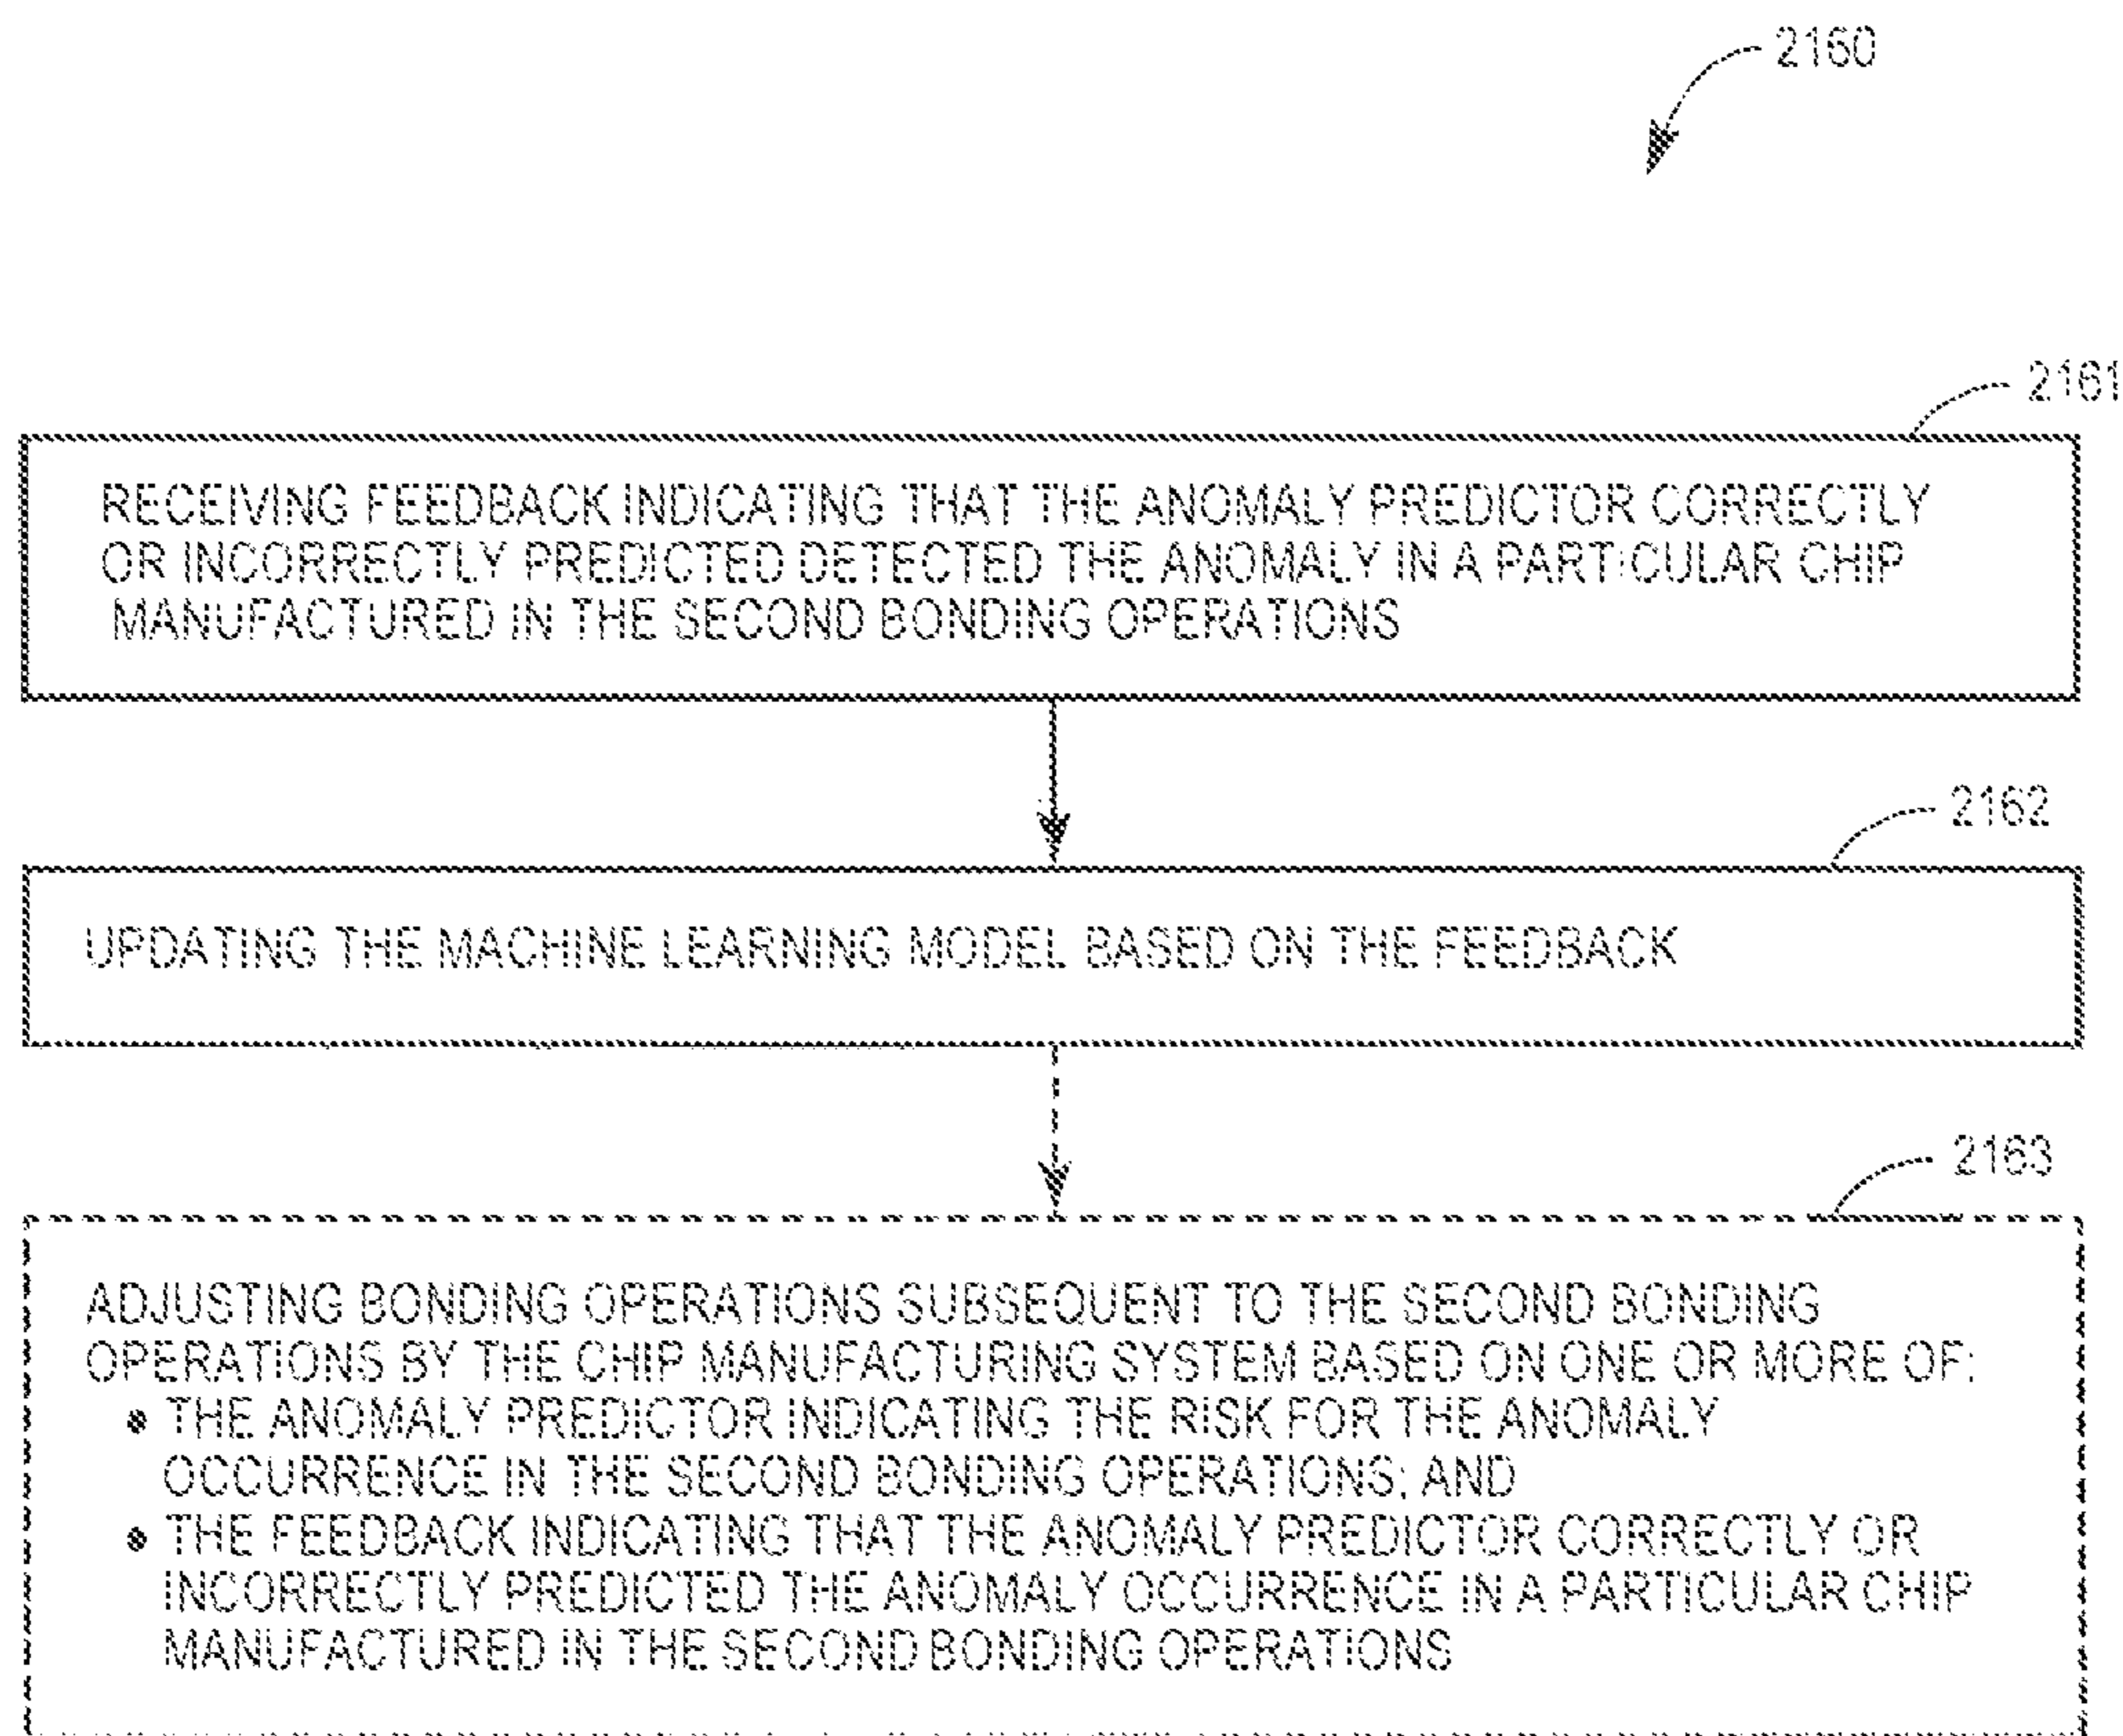 2160
2161
RECEIVING FEEDBACK INDICATING THAT THE ANOMALY PREDICTOR CORRECTLY
OR INCORRECTLY PREDICTED DETECTED THE ANOMALY IN A PARTICULAR CHIP
MANUFACTURED IN THE SECOND BONDING OPERATIONS
2162
UPDATING THE MACHINE LEARNING MODEL BASED ON THE FEEDBACK
2163
ADJUSTING BONDING OPERATIONS SUBSEQUENT TO THE SECOND BONDING
OPERATIONS BY THE CHIP MANUFACTURING SYSTEM BASED ON ONE OR MORE OF:
• THE ANOMALY PREDICTOR INDICATING THE RISK FOR THE ANOMALY
OCCURRENCE IN THE SECOND BONDING OPERATIONS; AND
• THE FEEDBACK INDICATING THAT THE ANOMALY PREDICTOR CORRECTLY OR
INCORRECTLY PREDICTED THE ANOMALY OCCURRENCE IN A PARTICULAR CHIP
MANUFACTURED IN THE SECOND BONDING OPERATIONS